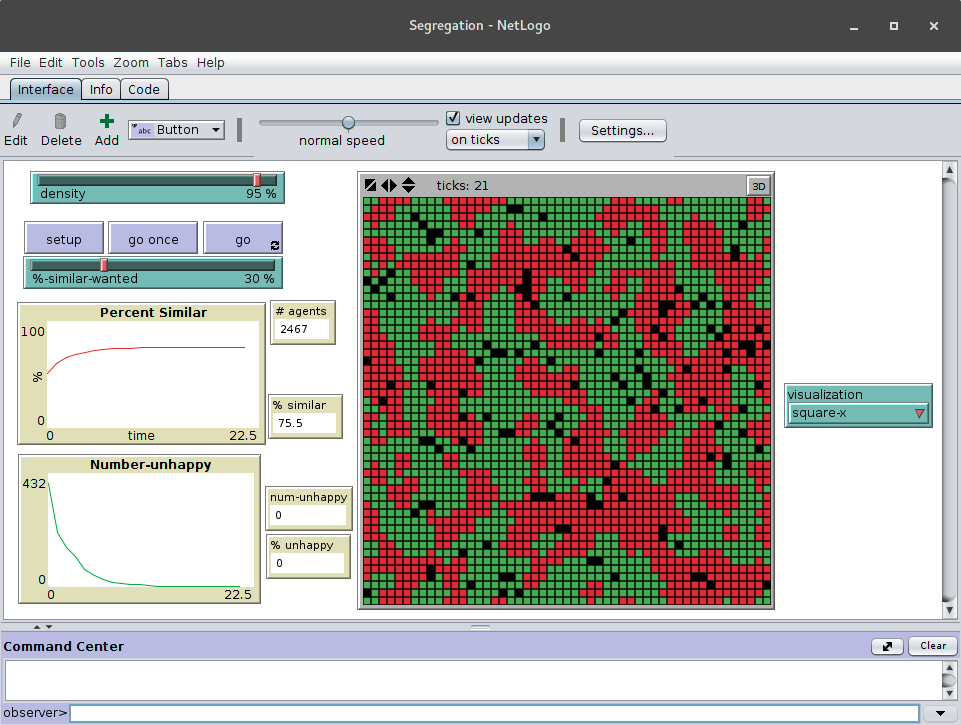 Segregation - NetLogo
File Edit Tools Zoom Tabs Help
Interface Info Code
Edit Delete Add abc Button
normal speed
view updates
on ticks
Settings...
density 95 %
setup go once go
%-similar-wanted 30 %
Percent Similar
100
%
0
0 time 22.5
# agents
2467
% similar
75.5
Number-unhappy
432
0
0 22.5
num-unhappy
0
% unhappy
0
ticks: 21 3D
visualization
square-x
Command Center Clear
observer>